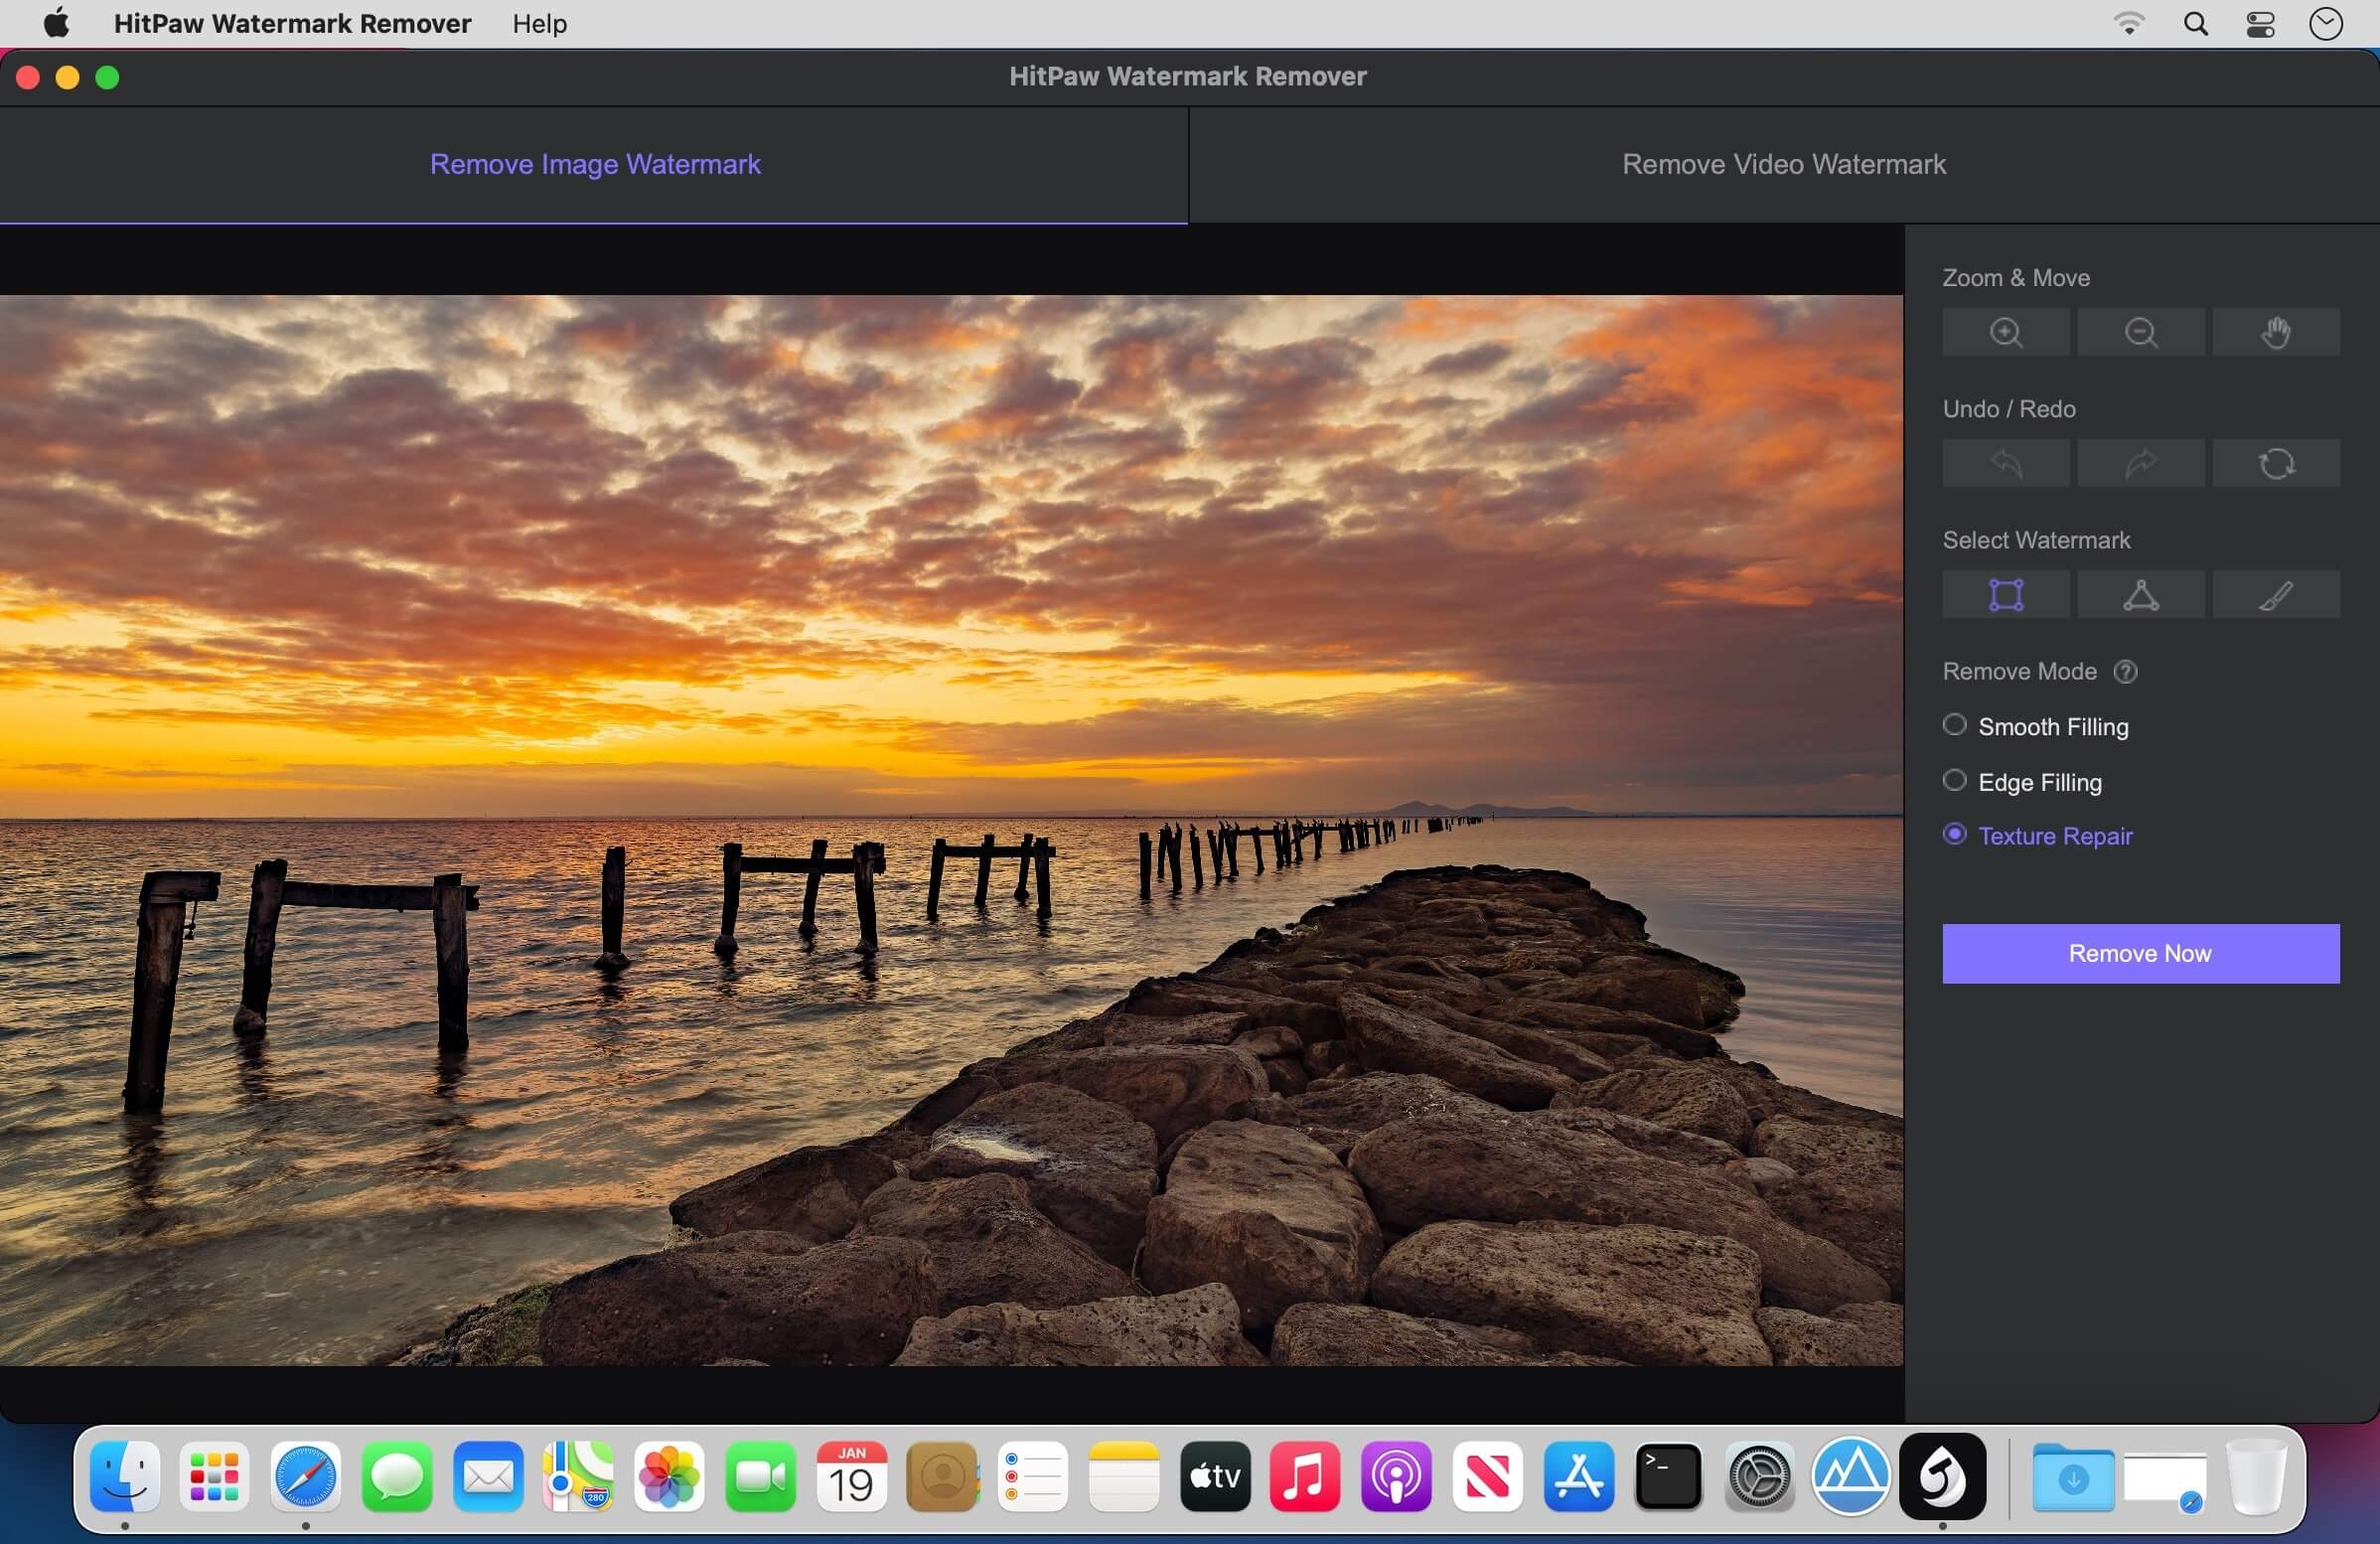 HitPaw Watermark Remover Help
HitPaw Watermark Remover
Remove Image Watermark
Remove Video Watermark
Zoom & Move
Undo / Redo
Select Watermark
Remove Mode ?
Smooth Filling
Edge Filling
Texture Repair
Remove Now
280
JAN
19
tv
>_